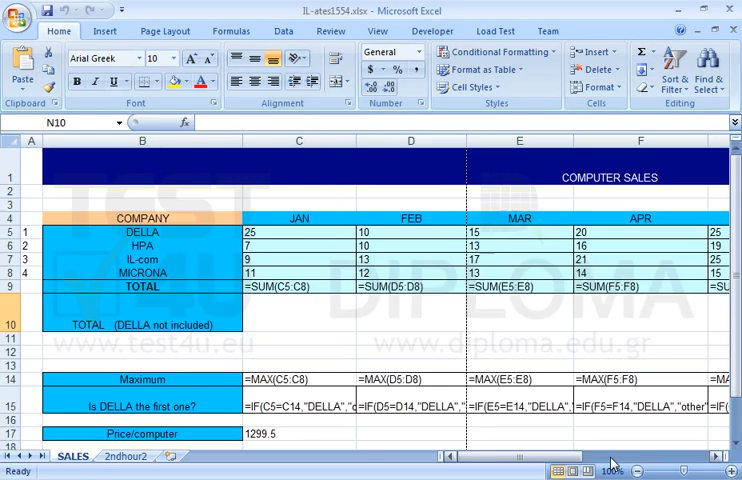 IL-ates1554.xlsx - Microsoft Excel
Home Insert Page Layout Formulas Data Review View Developer Team
Paste Arial Greek 10 General Conditional Formatting Insert
B I U $ % , Format as Table Delete Sort & Filter Find & Select
Cell Styles Format
Clipboard Font Alignment Number Styles Cells Editing
N10 fx
A B C D E F
1 COMPUTER SALES
2
3
4 COMPANY JAN FEB MAR APR
5 1 DELLA 25 10 15 20 25
6 2 HPA 7 10 13 16 19
7 3 IL-com 9 13 17 21 25
8 4 MICRONA 11 12 13 14 15
9 TOTAL =SUM(C5:C8) =SUM(D5:D8) =SUM(E5:E8) =SUM(F5:F8) =SU
10 TOTAL (DELLA not included)
11
12
13
14 Maximum =MAX(C5:C8) =MAX(D5:D8) =MAX(E5:E8) =MAX(F5:F8)
15 Is DELLA the first one? =IF(C5=C14,"DELLA","o =IF(D5=D14,"DELLA"," =IF(E5=E14,"DELLA"," =IF(F5=F14,"DELLA","other" =IF(
16
17 Price/computer 1299.5
18
TEST 4U DIPLOMA
www.test4u.eu www.diploma.edu.gr
SALES 2ndhour2
Ready 100%